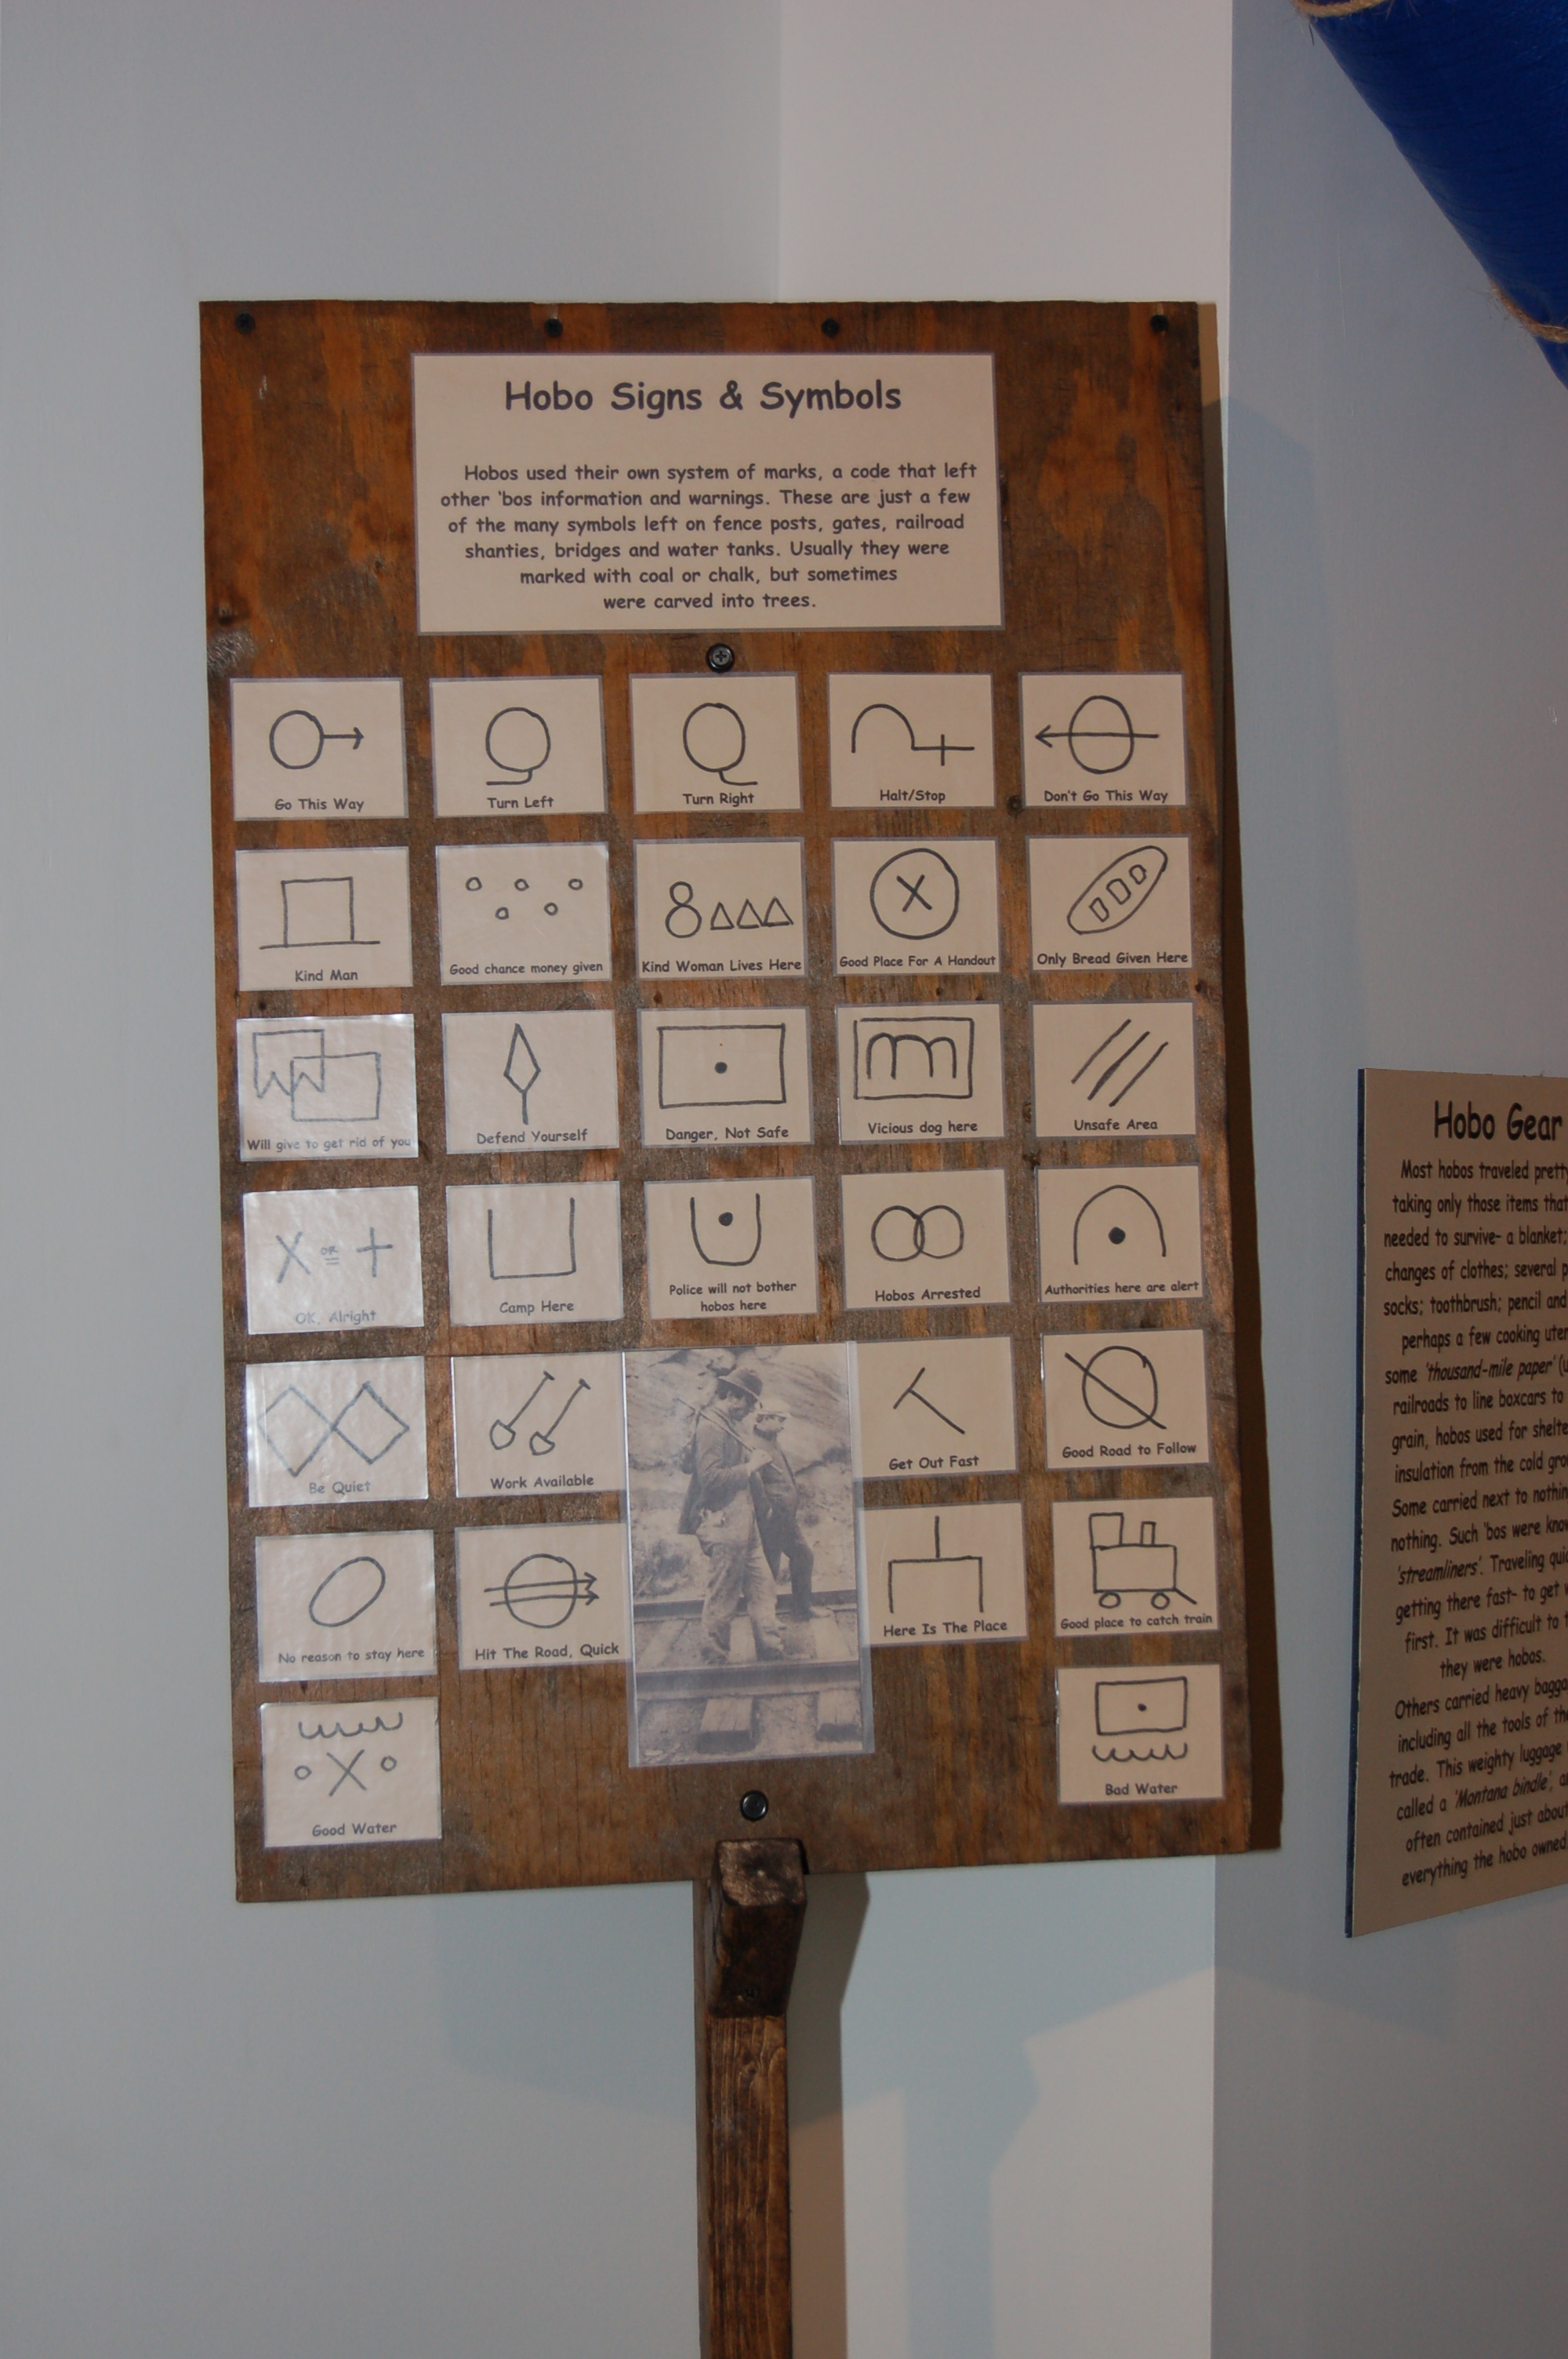 Hobo Signs & Symbols
Hobos used their own system of marks, a code that left
other 'bos information and warnings. These are just a few
of the many symbols left on fence posts, gates, railroad
shanties, bridges and water tanks. Usually they were
marked with coal or chalk, but sometimes
were carved into trees.
Go This Way
Turn Left
Turn Right
Halt/Stop
Don't Go This Way
Kind Man
Good chance money given
Kind Woman Lives Here
Good Place For A Handout
Only Bread Given Here
Will give to get rid of you
Defend Yourself
Danger, Not Safe
Vicious dog here
Unsafe Area
X OR +
OK, Alright
Camp Here
Police will not bother
hobos here
Hobos Arrested
Authorities here are alert
Be Quiet
Work Available
Get Out Fast
Good Road to Follow
No reason to stay here
Hit The Road, Quick
Here Is The Place
Good place to catch train
Good Water
Bad Water
Hobo Gear
Most hobos traveled
taking only those items that
needed to survive- a blanket;
changes of clothes; several
socks; toothbrush; pencil and
perhaps a few cooking
some 'thousand-mile paper'
railroads to line boxcars to
grain, hobos used for
insulation from the cold
Some carried next to
nothing. Such 'bos were
'streamliners'. Traveling
getting there fast- to get
first. It was difficult to
they were hobos.
Others carried heavy
including all the tools of
trade. This weighty luggage
called a 'Montana bindle',
often contained just about
everything the hobo owned